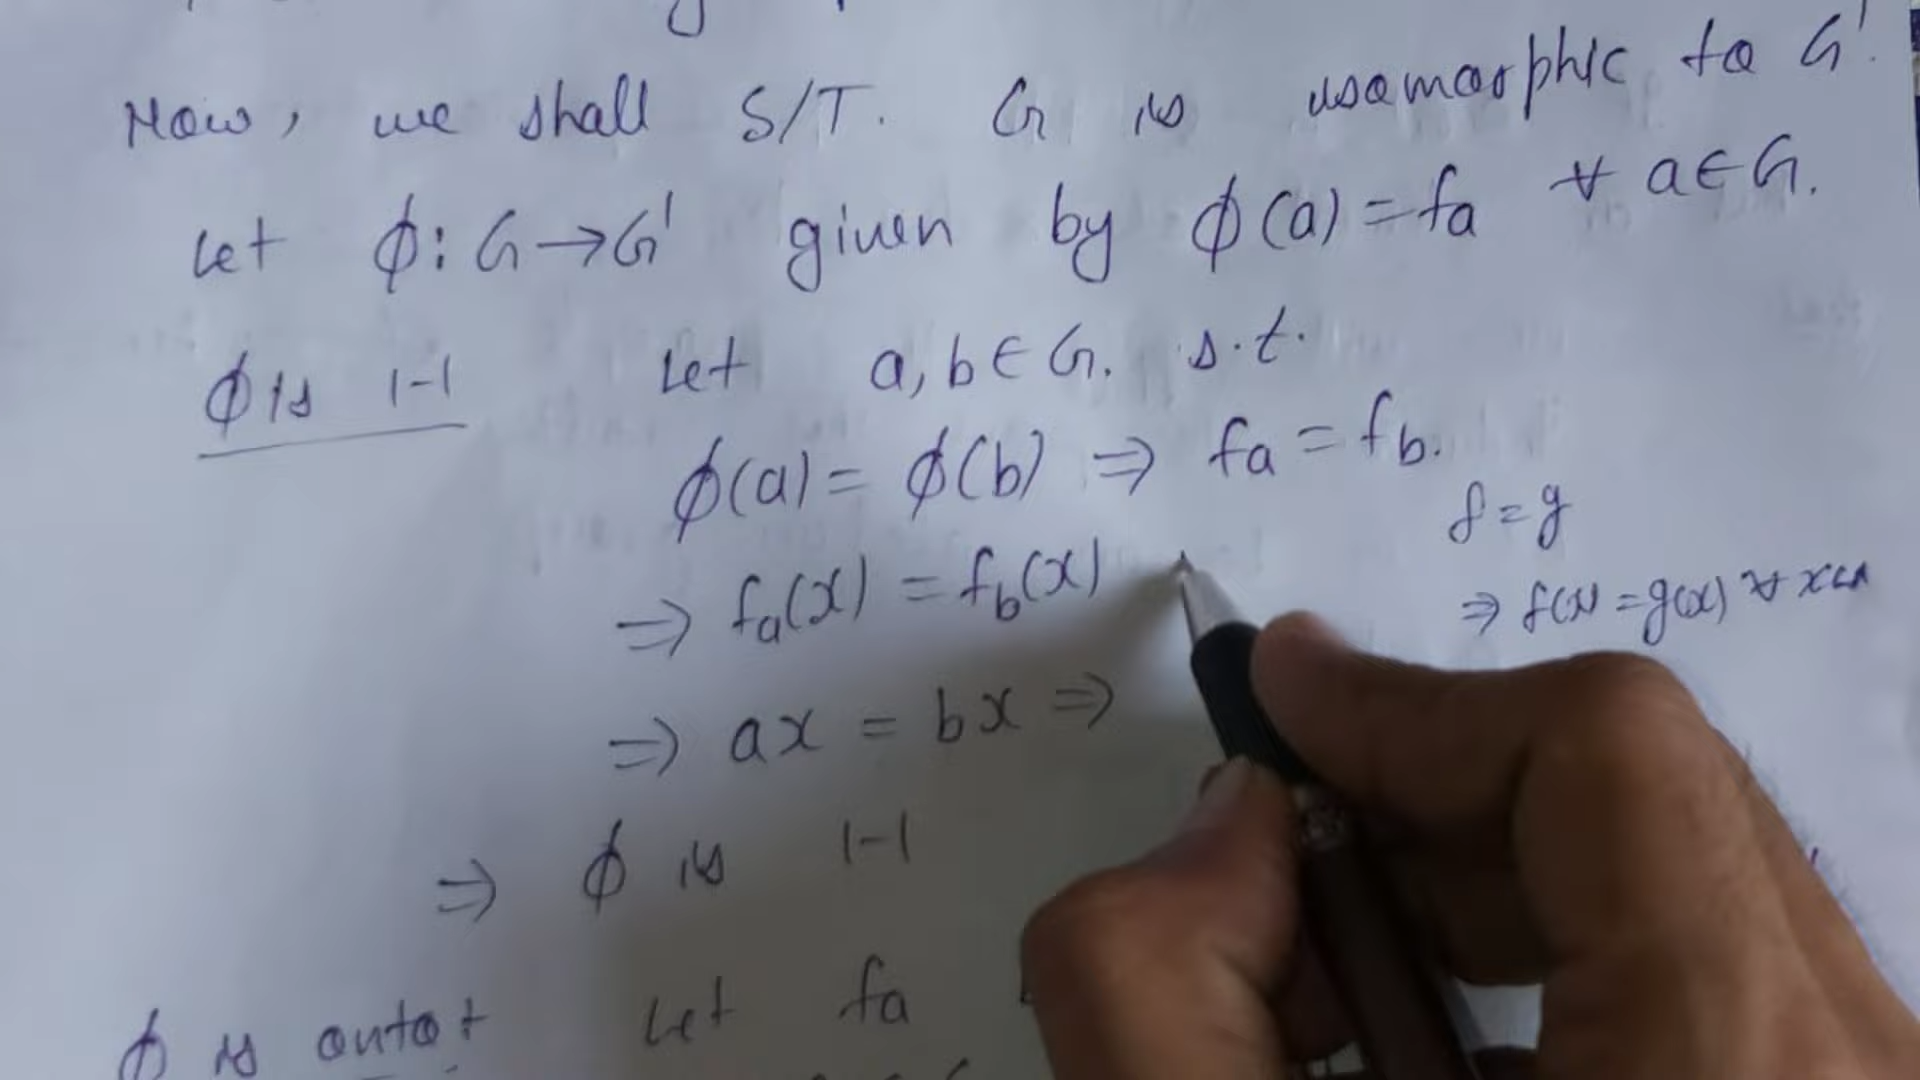 Now, we shall S/T. G is isomorphic to G'.
Let ϕ: G→G' given by ϕ(a) = fa ∀ a∈G.
ϕ is 1-1 Let a, b ∈ G. s.t.
ϕ(a) = ϕ(b) ⇒ fa = fb.
f = g
⇒ fa(x) = fb(x)
⇒ f(x) = g(x) ∀ x∈A
⇒ ax = bx ⇒
⇒ ϕ is 1-1
ϕ is onto: Let fa